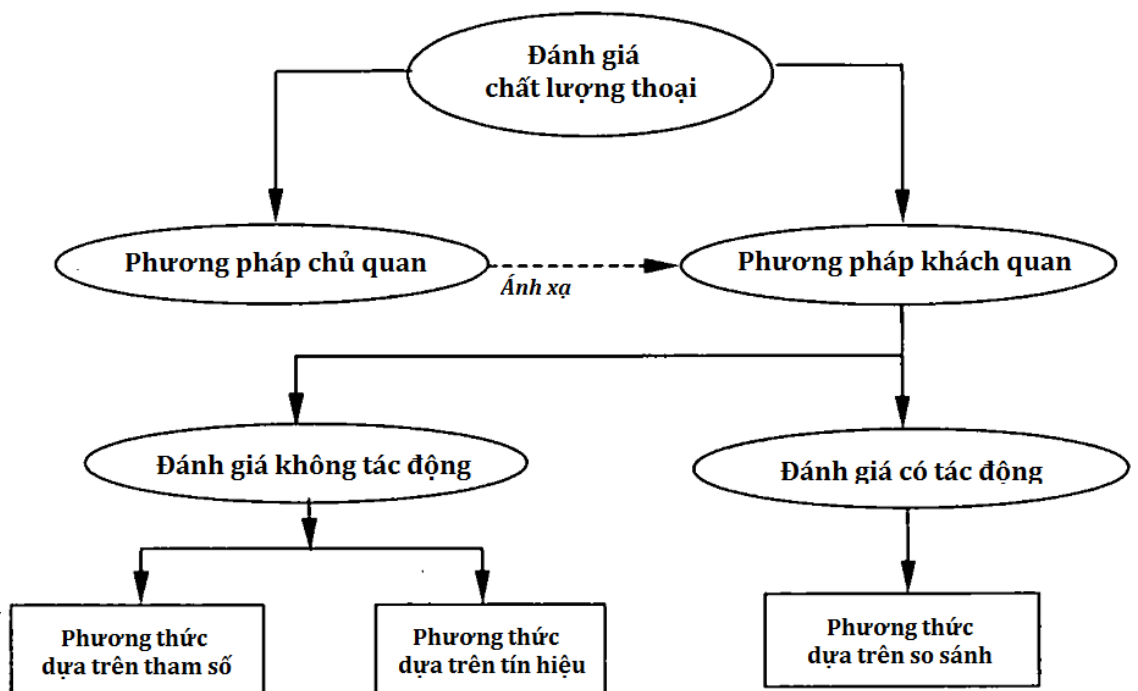 Đánh giá
chất lượng thoại
Phương pháp chủ quan
Ánh xạ
Phương pháp khách quan
Đánh giá không tác động
Đánh giá có tác động
Phương thức
dựa trên tham số
Phương thức
dựa trên tín hiệu
Phương thức
dựa trên so sánh